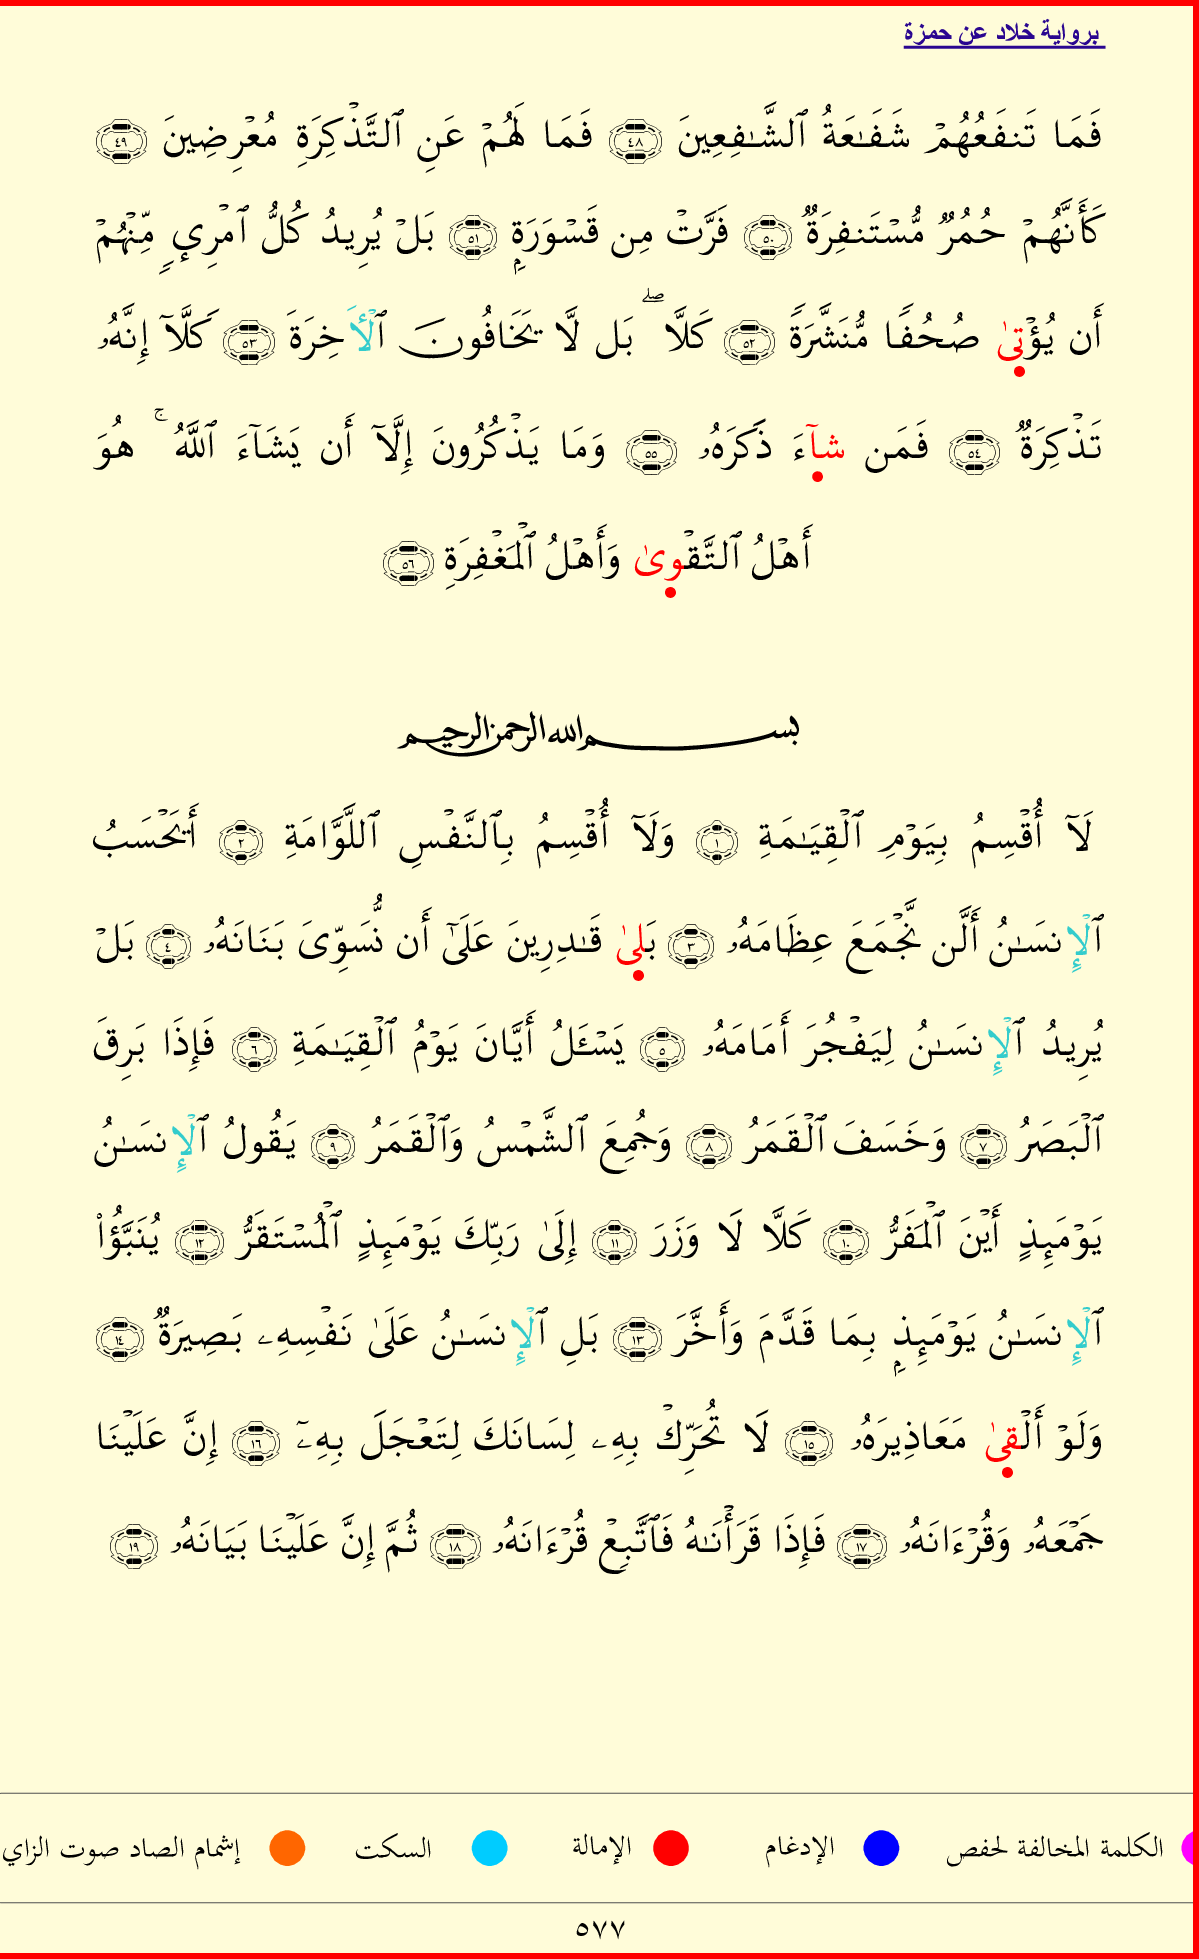 برواية خلاد عن حمزة
فَمَا تَنفَعُهُمْ شَفَـٰعَةُ ٱلشَّـٰفِعِينَ ٤٨ فَمَا لَهُمْ عَنِ ٱلتَّذْكِرَةِ مُعْرِضِينَ ٤٩
كَأَنَّهُمْ حُمُرٌ مُّسْتَنفِرَةٌ ٥٠ فَرَّتْ مِن قَسْوَرَةٍۭ ٥١ بَلْ يُرِيدُ كُلُّ ٱمْرِئٍ مِّنْهُمْ
أَن يُؤْتِىٰ صُحُفًا مُّنَشَّرَةً ٥٢ كَلَّا ۖ بَل لَّا يَخَافُونَ ٱلْأَخِرَةَ ٥٣ كَلَّآ إِنَّهُۥ
تَذْكِرَةٌ ٥٤ فَمَن شآءَ ذَكَرَهُۥ ٥٥ وَمَا يَذْكُرُونَ إِلَّآ أَن يَشَآءَ ٱللَّهُ ۚ هُوَ
أَهْلُ ٱلتَّقْوِىٰ وَأَهْلُ ٱلْمَغْفِرَةِ ٥٦
بسم الله الرحمن الرحيم
لَآ أُقْسِمُ بِيَوْمِ ٱلْقِيَـٰمَةِ ١ وَلَآ أُقْسِمُ بِٱلنَّفْسِ ٱللَّوَّامَةِ ٢ أَيَحْسَبُ
ٱلْإِنسَـٰنُ أَلَّن نَّجْمَعَ عِظَامَهُۥ ٣ بَلِىٰ قَـٰدِرِينَ عَلَىٰٓ أَن نُّسَوِّىَ بَنَانَهُۥ ٤ بَلْ
يُرِيدُ ٱلْإِنسَـٰنُ لِيَفْجُرَ أَمَامَهُۥ ٥ يَسْـَٔلُ أَيَّانَ يَوْمُ ٱلْقِيَـٰمَةِ ٦ فَإِذَا بَرِقَ
ٱلْبَصَرُ ٧ وَخَسَفَ ٱلْقَمَرُ ٨ وَجُمِعَ ٱلشَّمْسُ وَٱلْقَمَرُ ٩ يَقُولُ ٱلْإِنسَـٰنُ
يَوْمَئِذٍ أَيْنَ ٱلْمَفَرُّ ١٠ كَلَّا لَا وَزَرَ ١١ إِلَىٰ رَبِّكَ يَوْمَئِذٍ ٱلْمُسْتَقَرُّ ١٢ يُنَبَّؤُا۟
ٱلْإِنسَـٰنُ يَوْمَئِذٍۭ بِمَا قَدَّمَ وَأَخَّرَ ١٣ بَلِ ٱلْإِنسَـٰنُ عَلَىٰ نَفْسِهِۦ بَصِيرَةٌ ١٤
وَلَوْ أَلْقِىٰ مَعَاذِيرَهُۥ ١٥ لَا تُحَرِّكْ بِهِۦ لِسَانَكَ لِتَعْجَلَ بِهِۦٓ ١٦ إِنَّ عَلَيْنَا
جَمْعَهُۥ وَقُرْءَانَهُۥ ١٧ فَإِذَا قَرَأْنَـٰهُ فَٱتَّبِعْ قُرْءَانَهُۥ ١٨ ثُمَّ إِنَّ عَلَيْنَا بَيَانَهُۥ ١٩
الكلمة المخالفة لحفص الإدغام الإمالة السكت إشمام الصاد صوت الزاي
٥٧٧